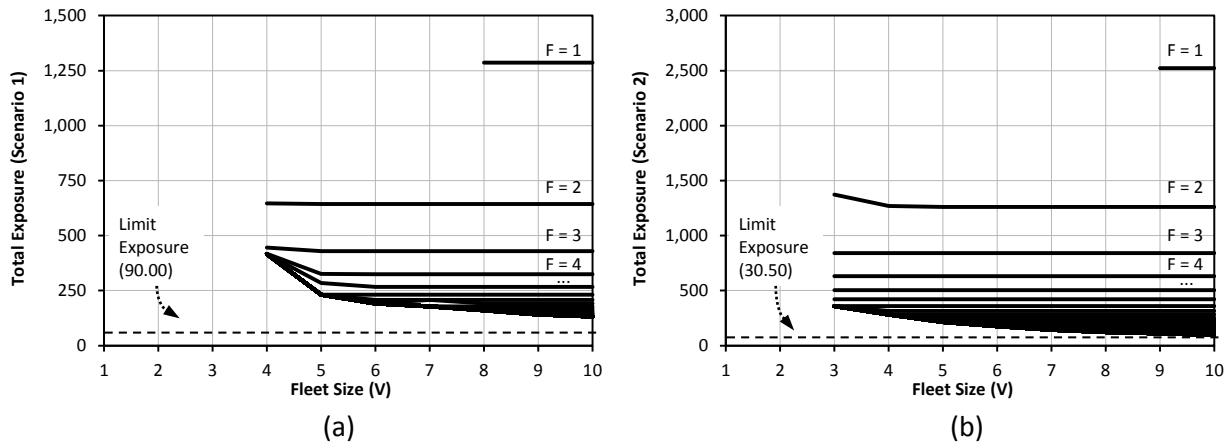 Total Exposure (Scenario 1)
1,500
1,250
1,000
750
500
250
0
F = 1
F = 2
F = 3
F = 4
...
Limit
Exposure
(90.00)
1 2 3 4 5 6 7 8 9 10
Fleet Size (V)
(a)
Total Exposure (Scenario 2)
3,000
2,500
2,000
1,500
1,000
500
0
F = 1
F = 2
F = 3
F = 4
...
Limit
Exposure
(30.50)
1 2 3 4 5 6 7 8 9 10
Fleet Size (V)
(b)